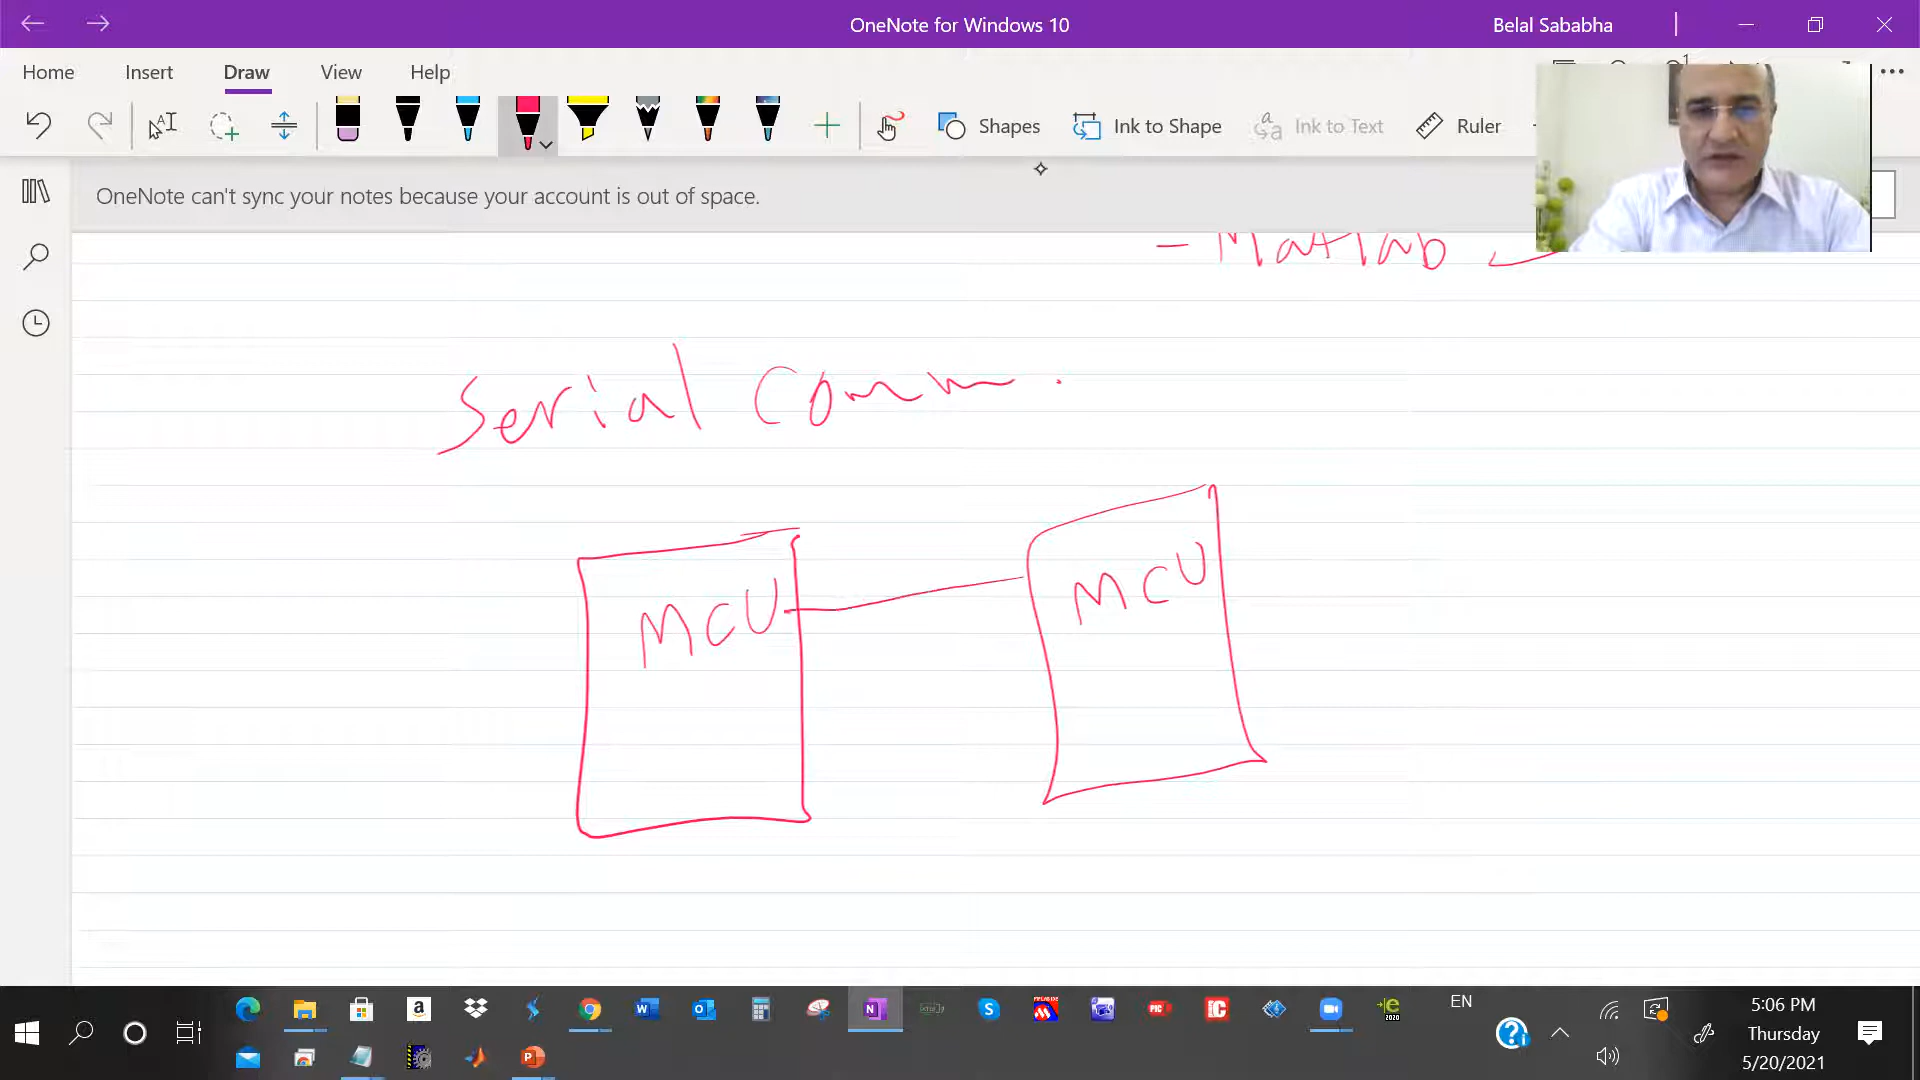 OneNote for Windows 10
Belal Sababha
Home Insert Draw View Help
Shapes Ink to Shape Ink to Text Ruler
OneNote can't sync your notes because your account is out of space.
- Matlab
Serial Comm.
MCU
MCU
EN
5:06 PM
Thursday
5/20/2021